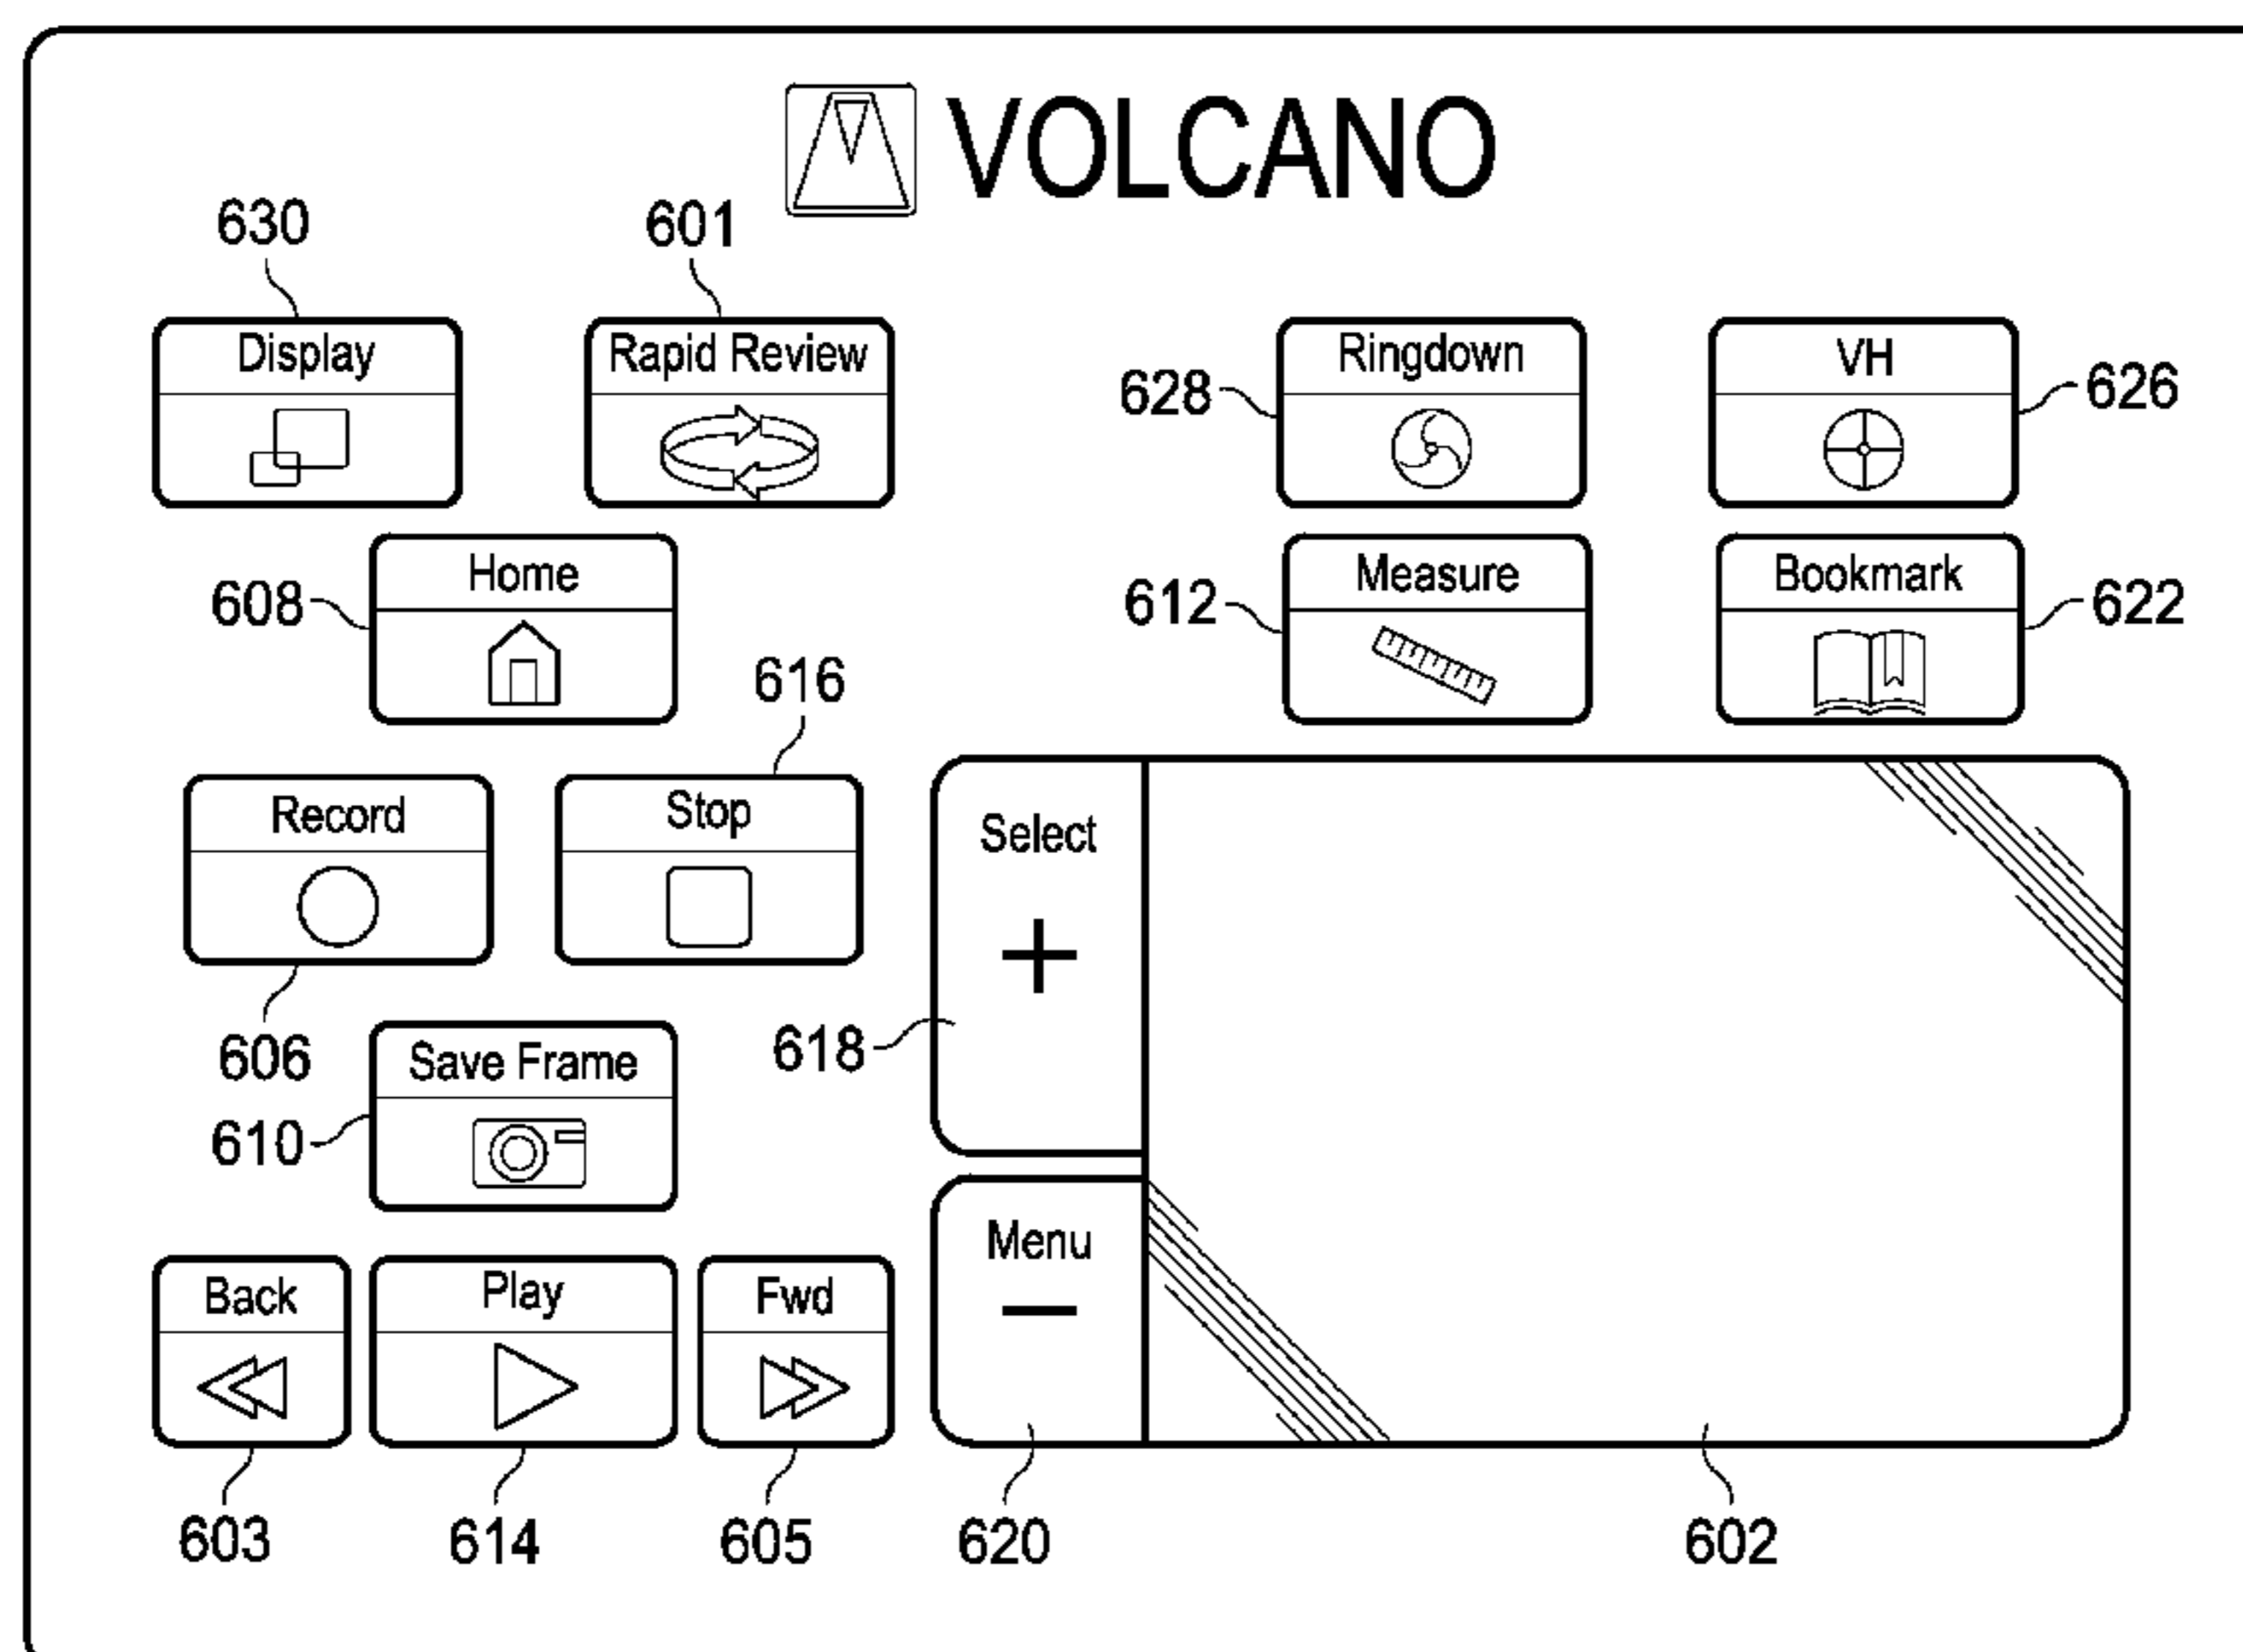 VOLCANO
630
601
Display
Rapid Review
Ringdown
VH
628
626
Home
Measure
Bookmark
608
612
622
616
Record
Stop
Select
+
606
618
Save Frame
610
Menu
−
Back
Play
Fwd
603
614
605
620
602